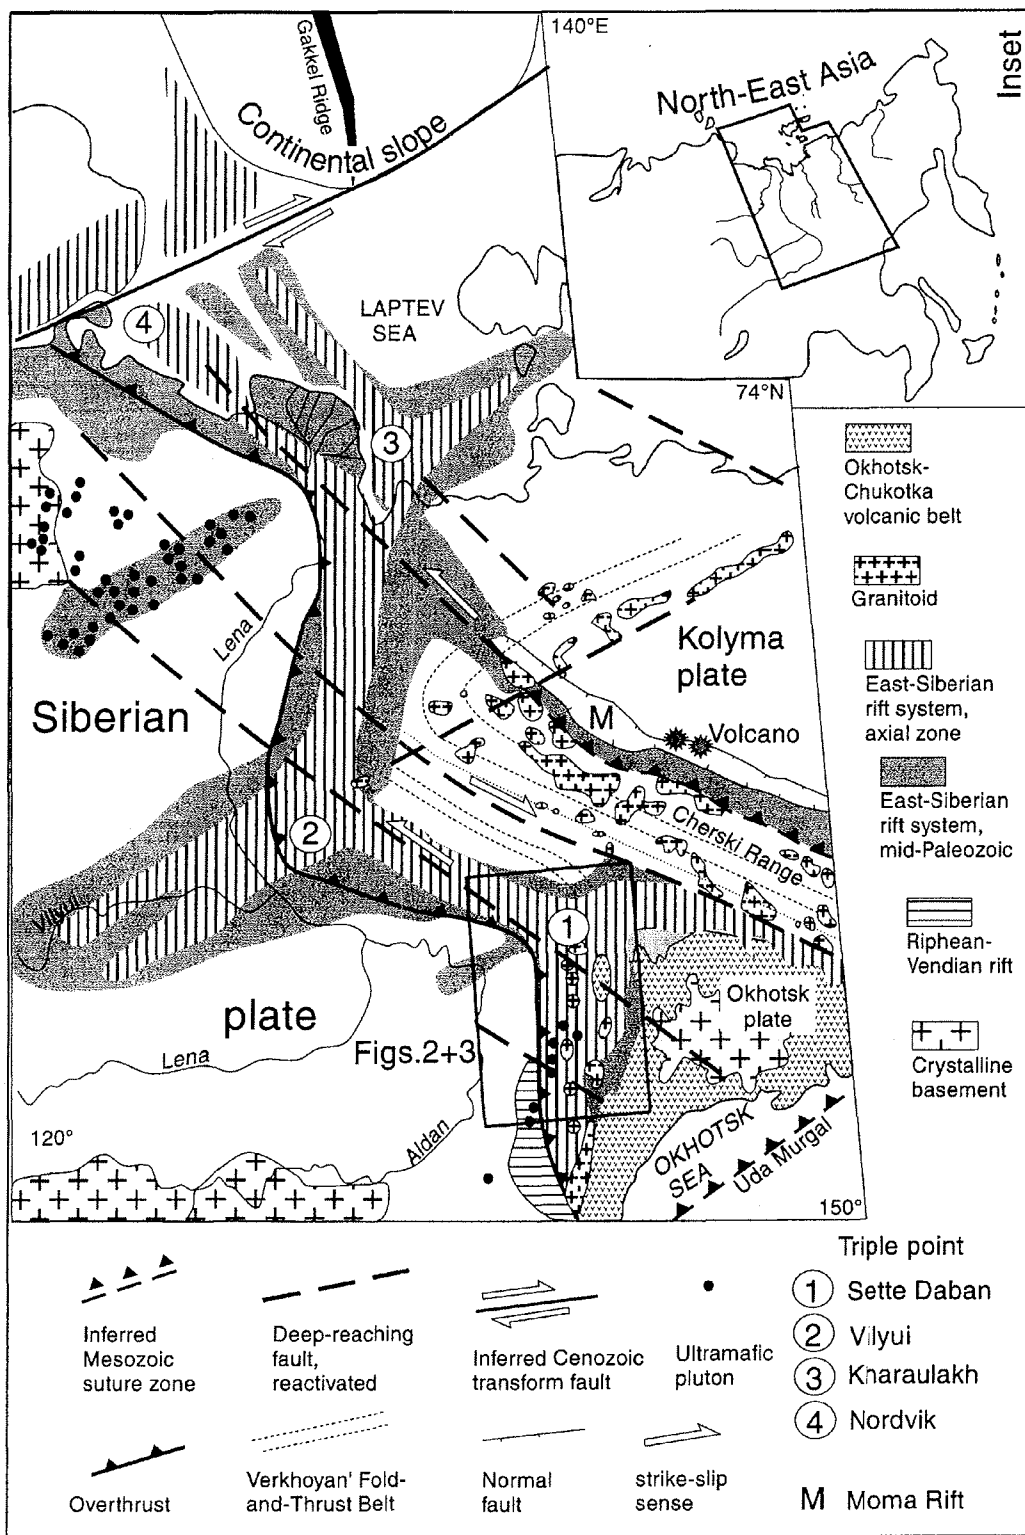 140°E
Inset
North-East Asia
Gakkel Ridge
Continental slope
4
LAPTEV
SEA
74°N
3
Okhotsk-
Chukotka
volcanic belt
Granitoid
Lena
Kolyma
plate
East-Siberian
rift system,
axial zone
Siberian
M
Volcano
East-Siberian
rift system,
mid-Paleozoic
Cherski Range
2
Vilyui
1
Riphean-
Vendian rift
plate
Okhotsk
plate
Figs.2+3
Lena
Crystalline
basement
120°
Aldan
OKHOTSK
SEA
Uda Murgal
150°
Triple point
1 Sette Daban
2 Vilyui
3 Kharaulakh
4 Nordvik
Inferred
Mesozoic
suture zone
Deep-reaching
fault,
reactivated
Inferred Cenozoic
transform fault
Ultramafic
pluton
Overthrust
Verkhoyan' Fold-
and-Thrust Belt
Normal
fault
strike-slip
sense
M Moma Rift